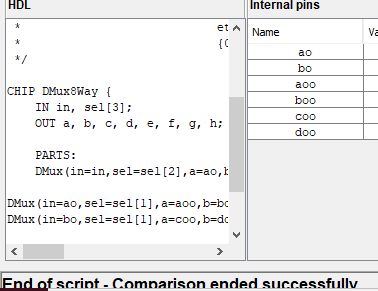 HDL
Internal pins
* et
* {0
*/
CHIP DMux8Way {
IN in, sel[3];
OUT a, b, c, d, e, f, g, h;
PARTS:
DMux(in=in,sel=sel[2],a=ao,b
DMux(in=ao,sel=sel[1],a=aoo,b=bo
DMux(in=bo,sel=sel[1],a=coo,b=do
Name Va
ao
bo
aoo
boo
coo
doo
End of script - Comparison ended successfully